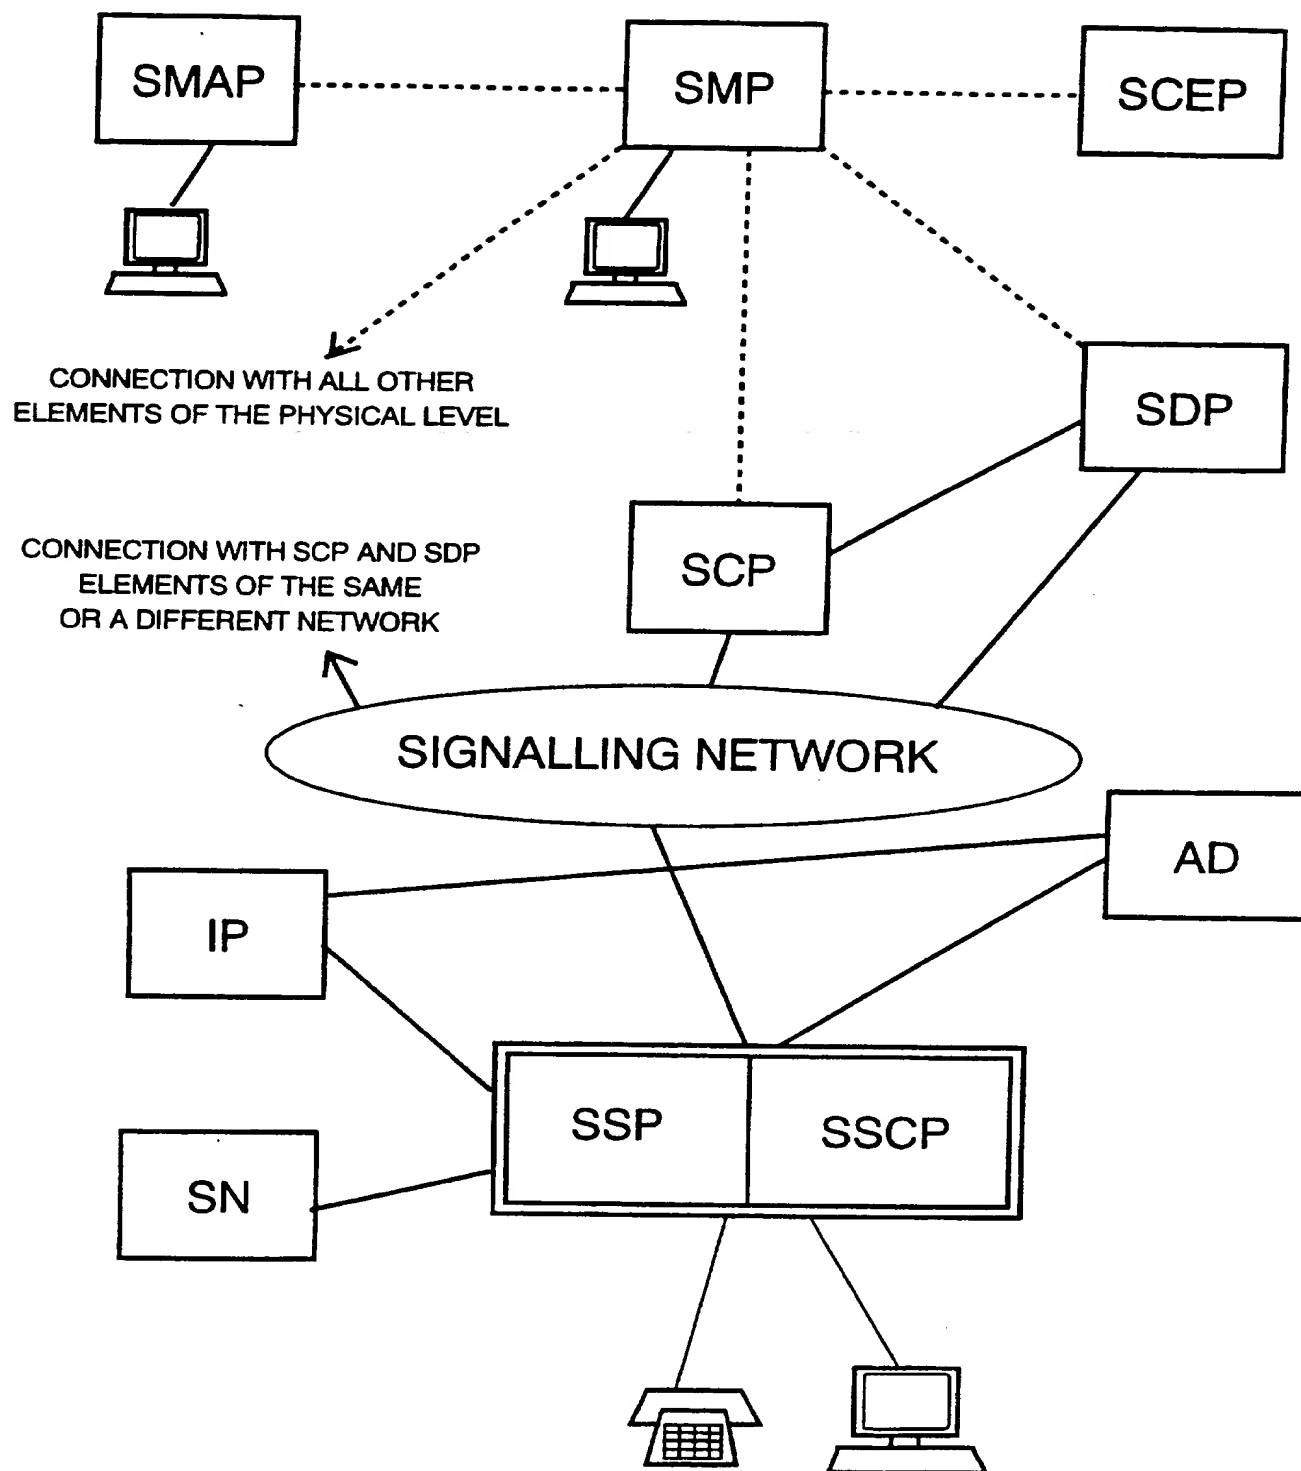 SMAP
SMP
SCEP
CONNECTION WITH ALL OTHER
ELEMENTS OF THE PHYSICAL LEVEL
SDP
CONNECTION WITH SCP AND SDP
ELEMENTS OF THE SAME
OR A DIFFERENT NETWORK
SCP
SIGNALLING NETWORK
AD
IP
SSP
SSCP
SN